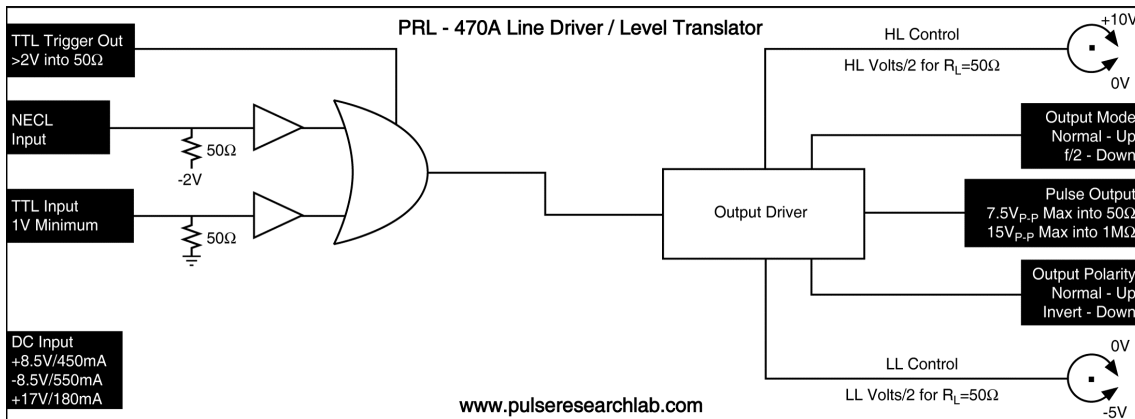 PRL - 470A Line Driver / Level Translator
TTL Trigger Out
>2V into 50Ω
NECL
Input
50Ω
-2V
TTL Input
1V Minimum
50Ω
DC Input
+8.5V/450mA
-8.5V/550mA
+17V/180mA
Output Driver
HL Control
HL Volts/2 for RL=50Ω
+10V
0V
Output Mode
Normal - Up
f/2 - Down
Pulse Output
7.5VP-P Max into 50Ω
15VP-P Max into 1MΩ
Output Polarity
Normal - Up
Invert - Down
LL Control
LL Volts/2 for RL=50Ω
0V
-5V
www.pulseresearchlab.com